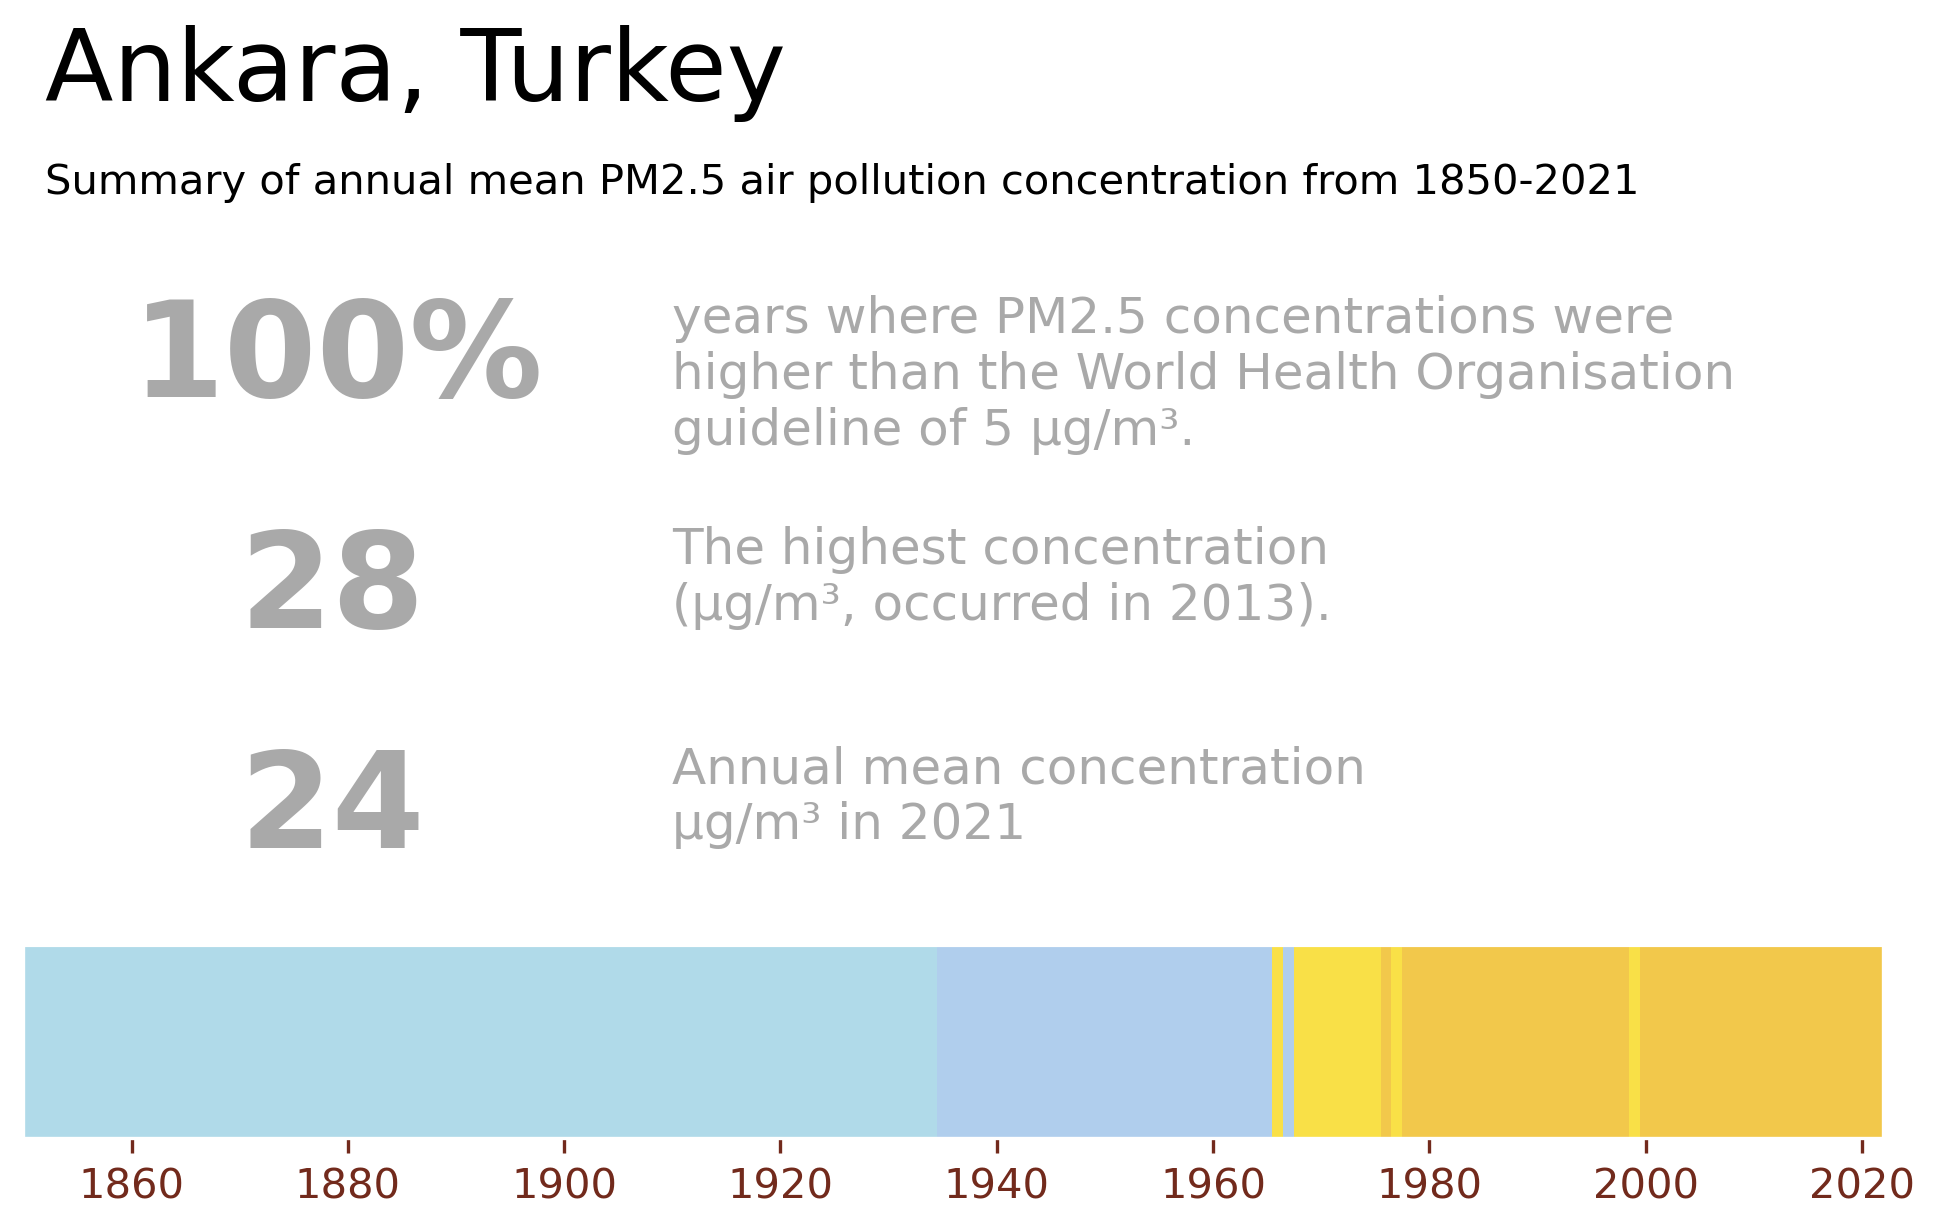 Ankara, Turkey
Summary of annual mean PM2.5 air pollution concentration from 1850-2021
100%
years where PM2.5 concentrations were
higher than the World Health Organisation
guideline of 5 µg/m³.
28
The highest concentration
(µg/m³, occurred in 2013).
24
Annual mean concentration
µg/m³ in 2021
1860 1880 1900 1920 1940 1960 1980 2000 2020